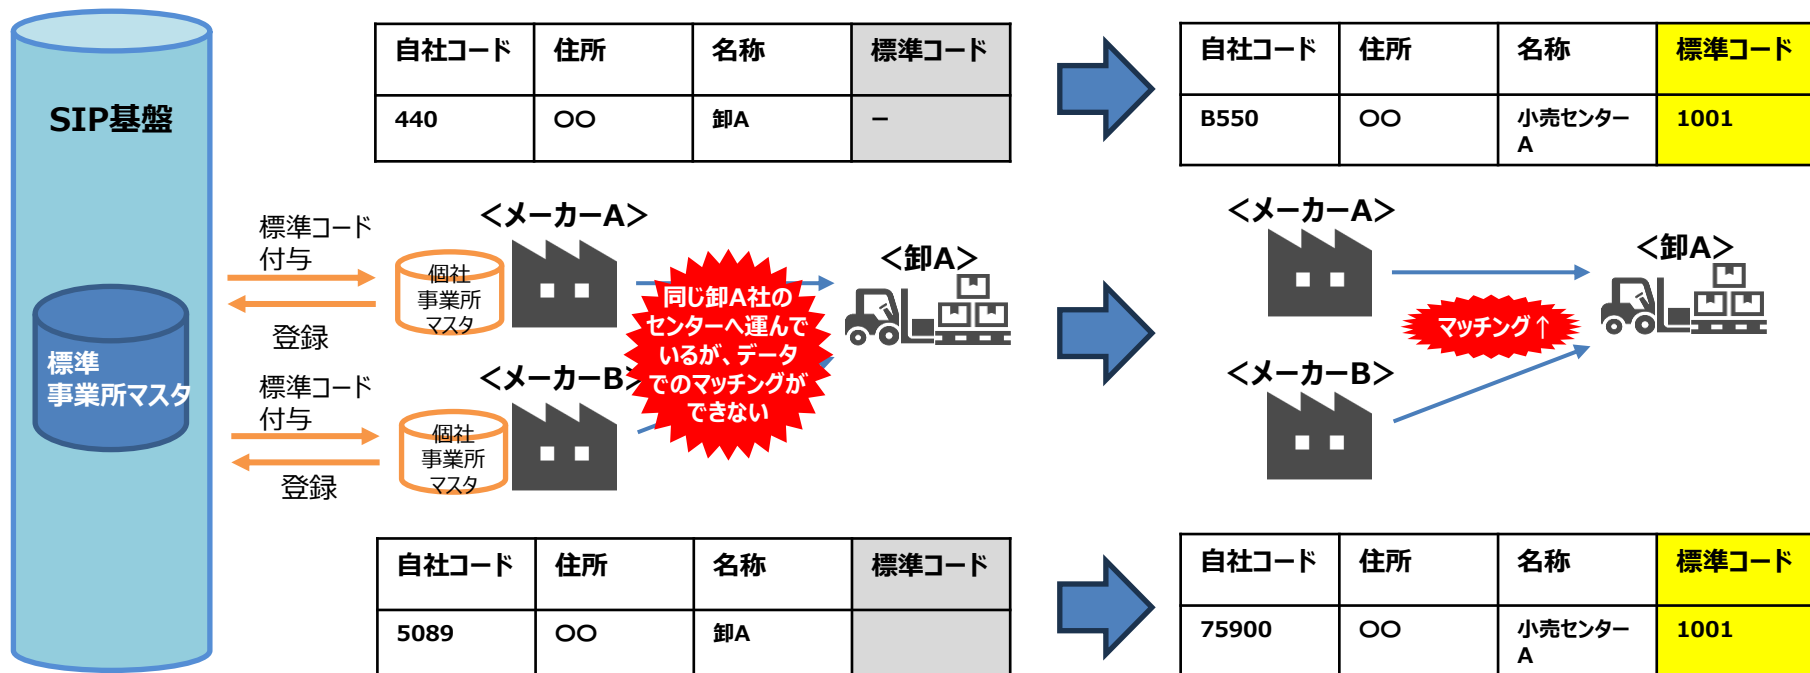 SIP基盤
標準
事業所マスタ
自社コード 住所 名称 標準コード
440 〇〇 卸A －
標準コード
付与
登録
標準コード
付与
登録
＜メーカーA＞
個社
事業所
マスタ
＜メーカーB＞
個社
事業所
マスタ
同じ卸A社の
センターへ運んで
いるが、データ
でのマッチングが
できない
＜卸A＞
自社コード 住所 名称 標準コード
5089 〇〇 卸A
自社コード 住所 名称 標準コード
B550 〇〇 小売センター 1001
A
＜メーカーA＞
＜卸A＞
マッチング↑
＜メーカーB＞
自社コード 住所 名称 標準コード
75900 〇〇 小売センター 1001
A